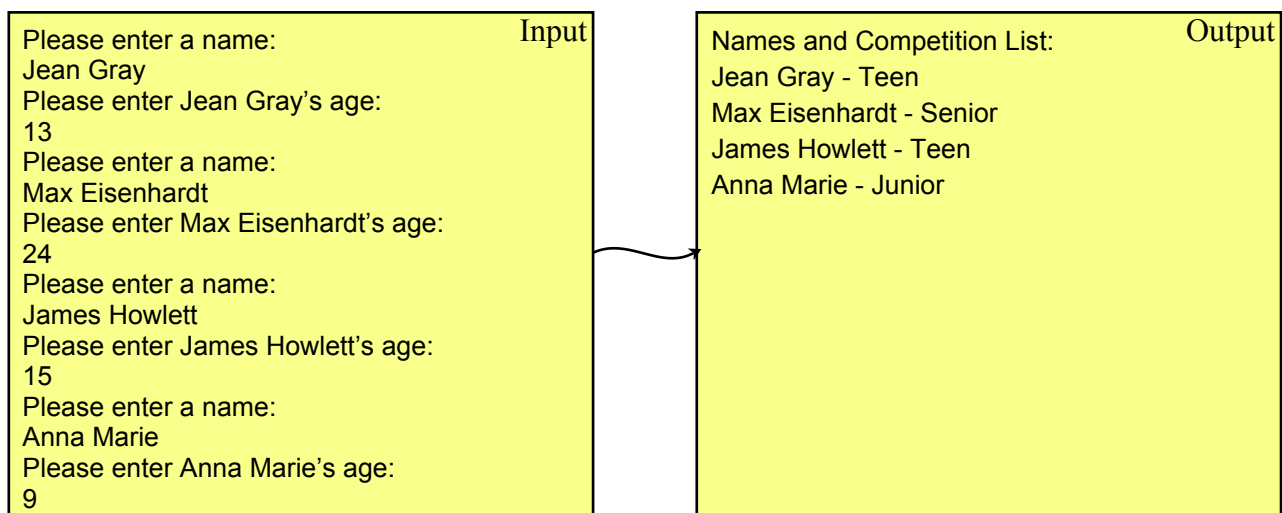 Input
Please enter a name:
Jean Gray
Please enter Jean Gray’s age:
13
Please enter a name:
Max Eisenhardt
Please enter Max Eisenhardt’s age:
24
Please enter a name:
James Howlett
Please enter James Howlett’s age:
15
Please enter a name:
Anna Marie
Please enter Anna Marie’s age:
9
Output
Names and Competition List:
Jean Gray - Teen
Max Eisenhardt - Senior
James Howlett - Teen
Anna Marie - Junior